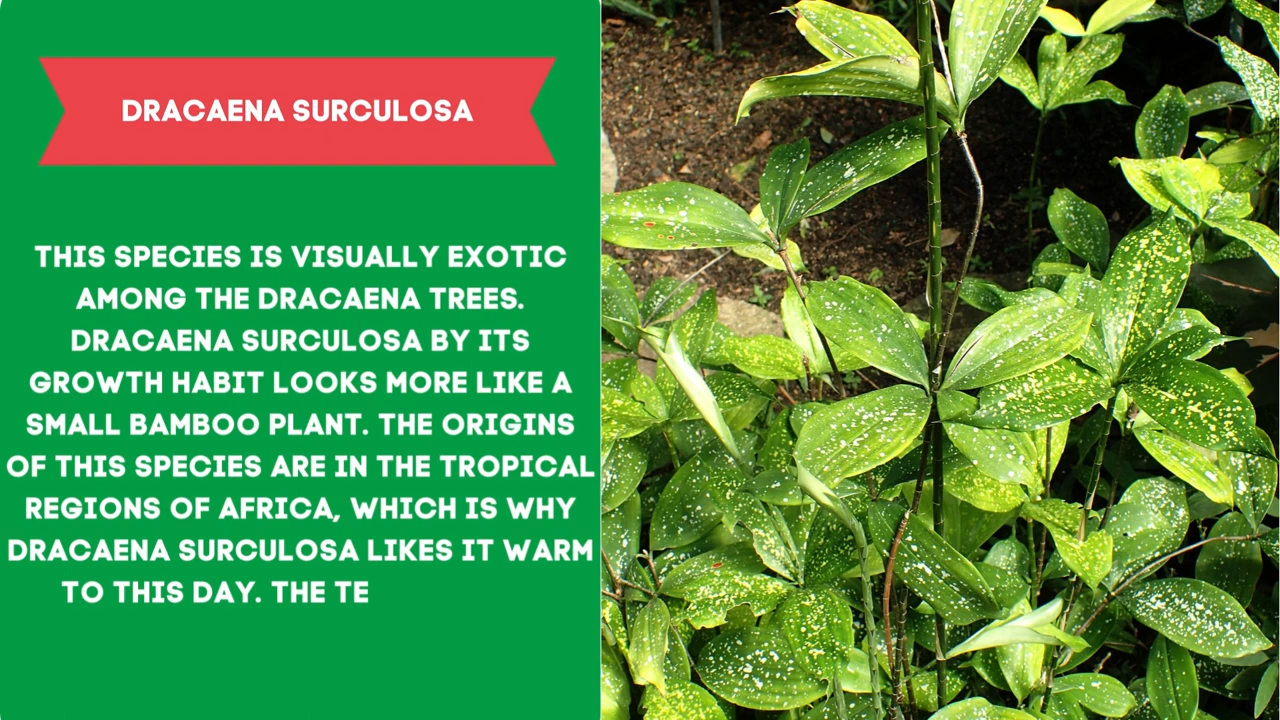 DRACAENA SURCULOSA
THIS SPECIES IS VISUALLY EXOTIC
AMONG THE DRACAENA TREES.
DRACAENA SURCULOSA BY ITS
GROWTH HABIT LOOKS MORE LIKE A
SMALL BAMBOO PLANT. THE ORIGINS
OF THIS SPECIES ARE IN THE TROPICAL
REGIONS OF AFRICA, WHICH IS WHY
DRACAENA SURCULOSA LIKES IT WARM
TO THIS DAY. THE TE